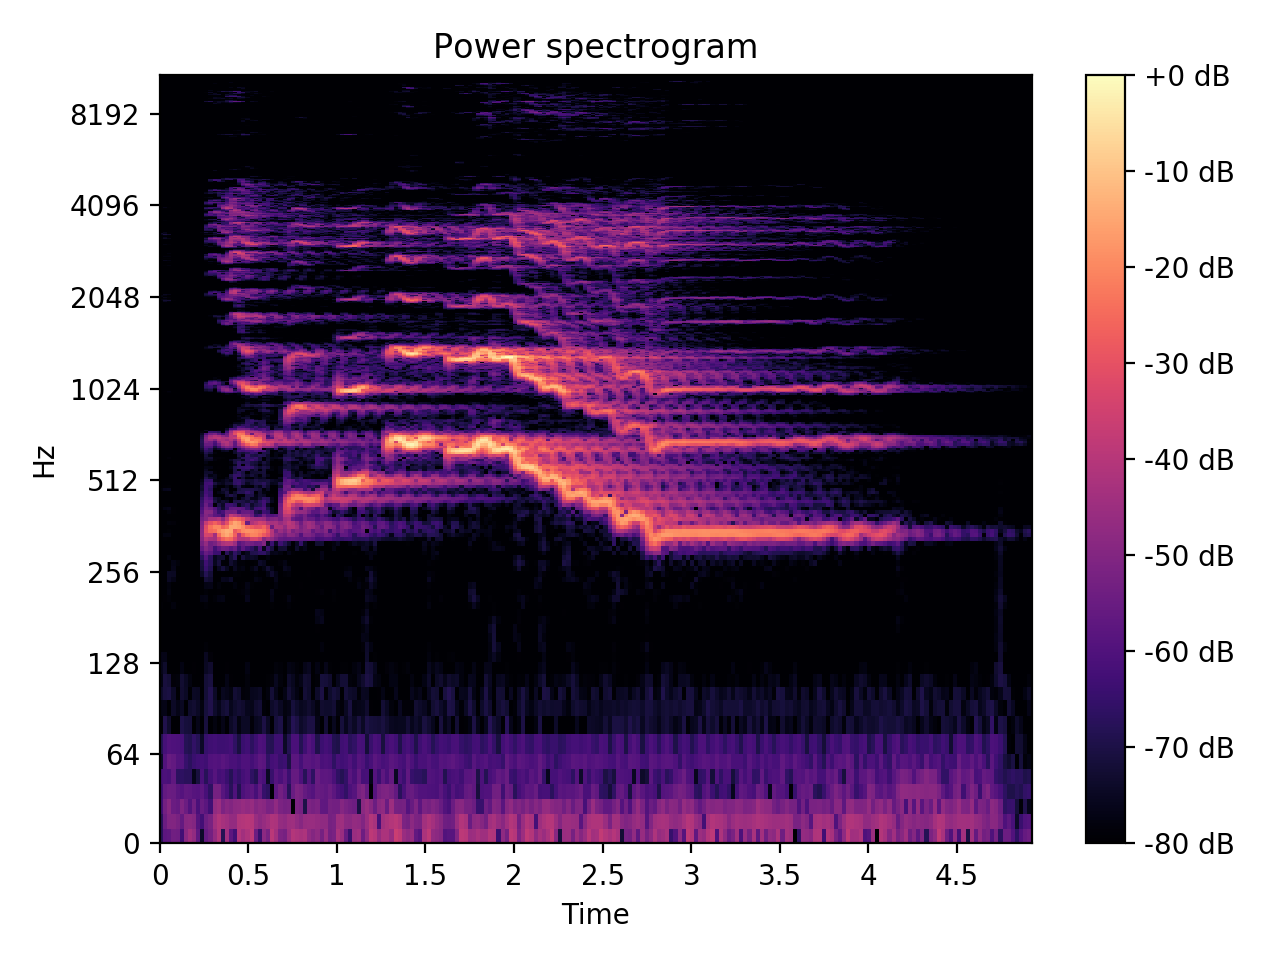 Power spectrogram
8192
4096
2048
1024
512
256
128
64
0
Hz
0
0.5
1
1.5
2
2.5
3
3.5
4
4.5
Time
+0 dB
-10 dB
-20 dB
-30 dB
-40 dB
-50 dB
-60 dB
-70 dB
-80 dB